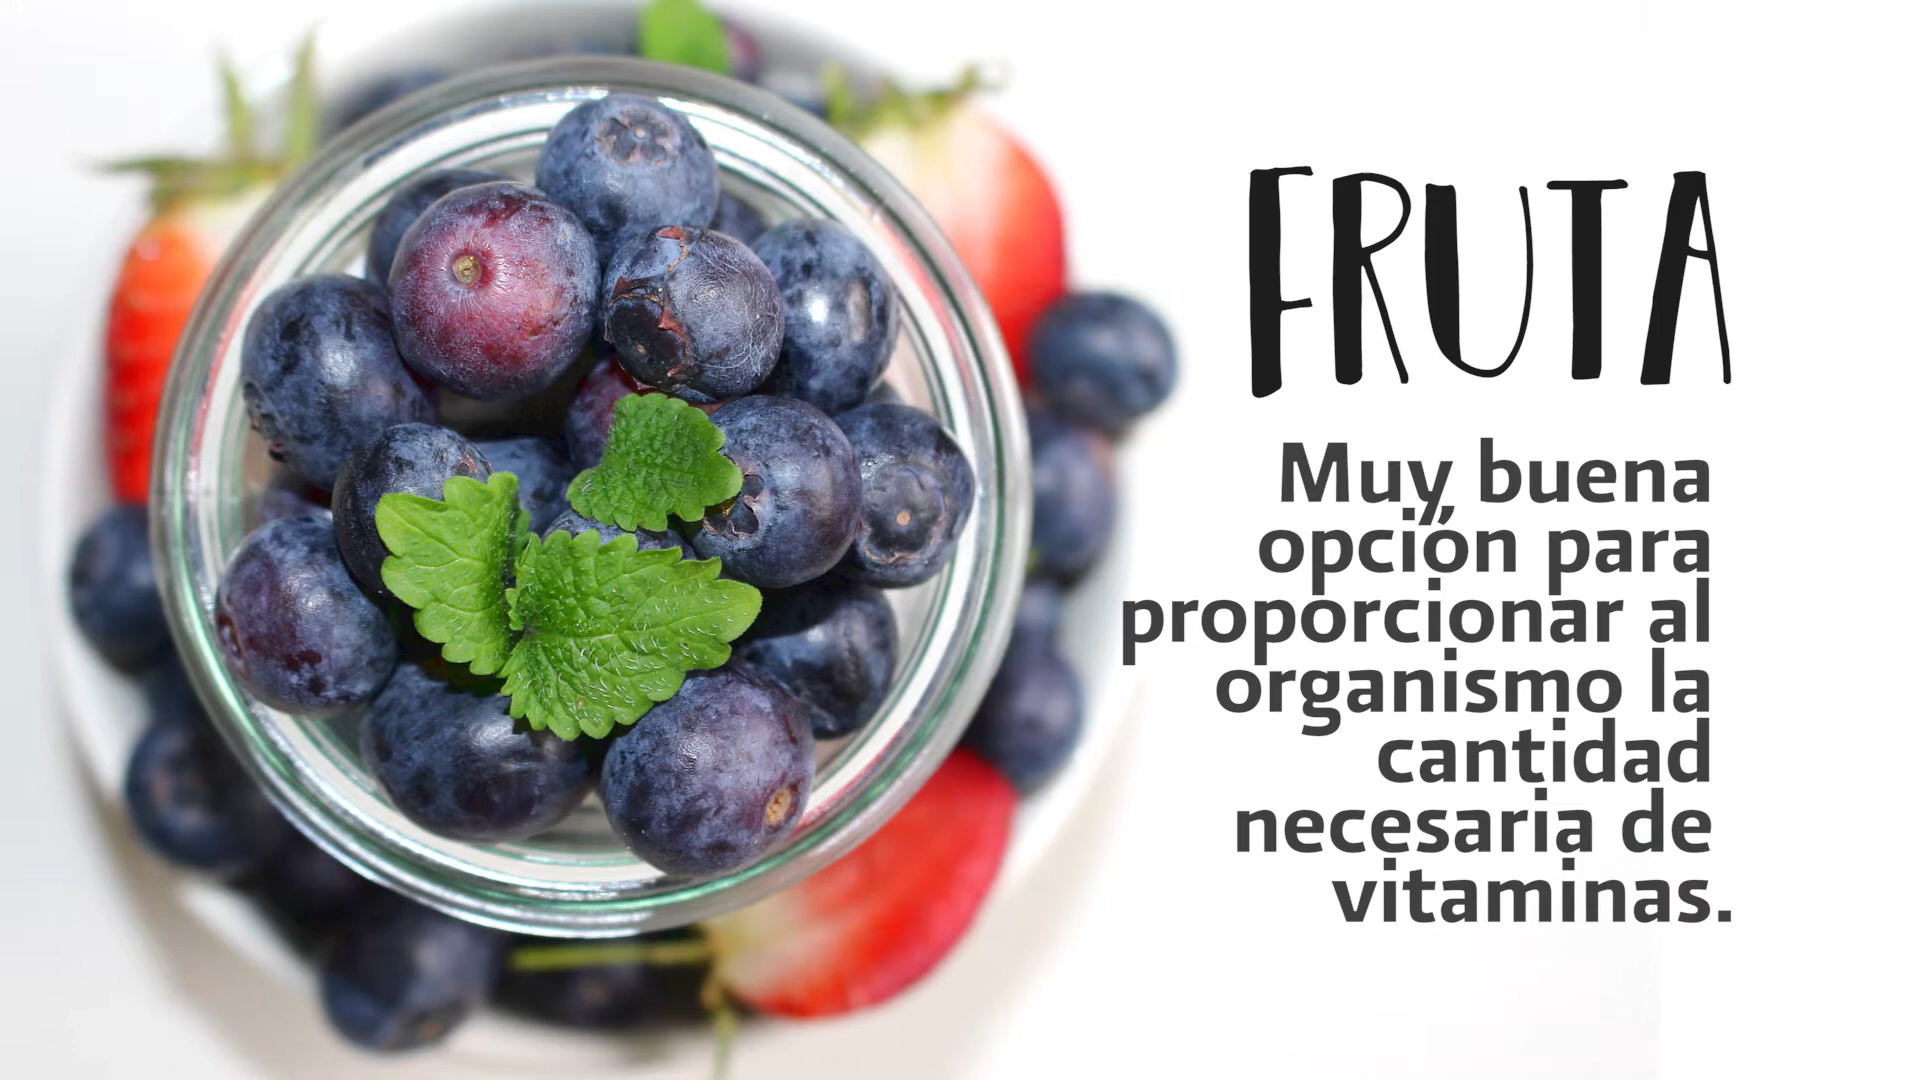 FRUTA
Muy buena
opción para
proporcionar al
organismo la
cantidad
necesaria de
vitaminas.